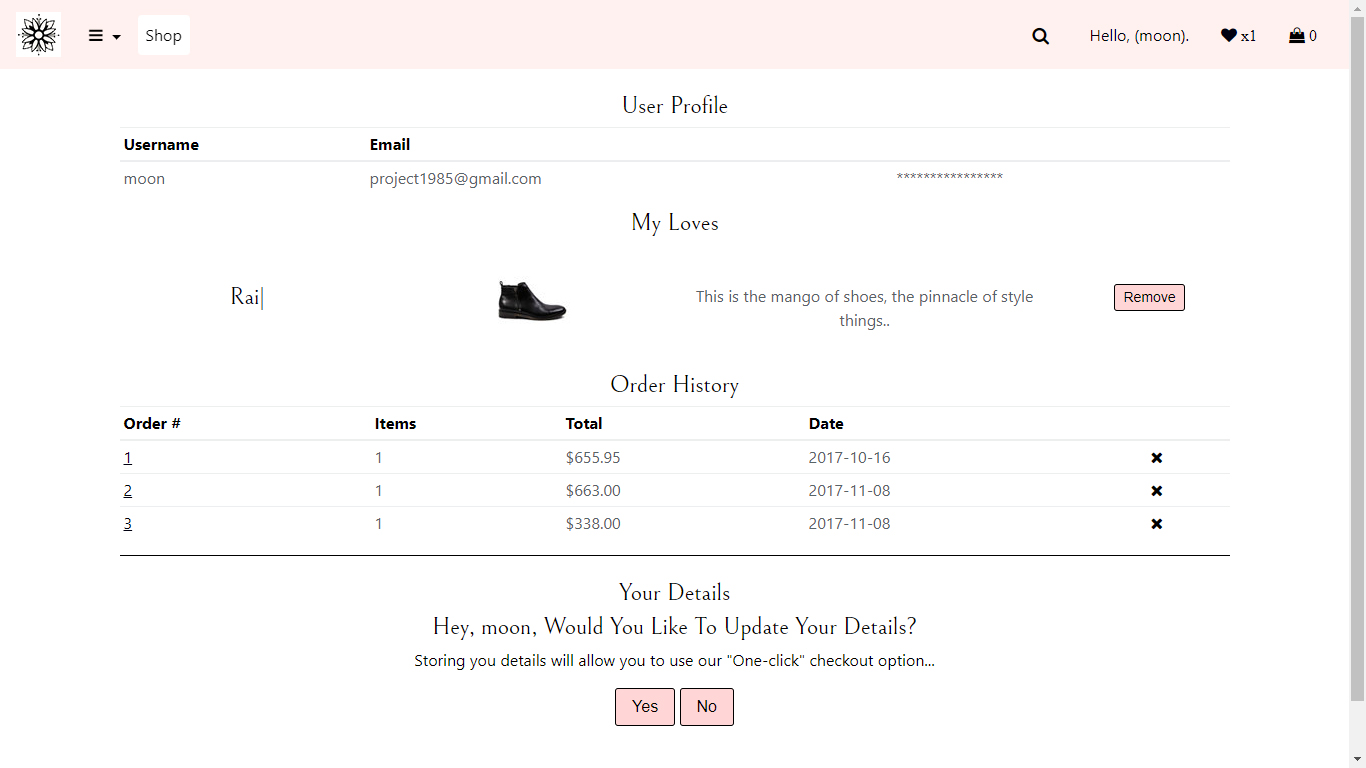 Shop
Hello, (moon).
x1
0
User Profile
Username Email
moon project1985@gmail.com ****************
My Loves
Rai
This is the mango of shoes, the pinnacle of style
things..
Remove
Order History
Order # Items Total Date
1 1 $655.95 2017-10-16
2 1 $663.00 2017-11-08
3 1 $338.00 2017-11-08
Your Details
Hey, moon, Would You Like To Update Your Details?
Storing you details will allow you to use our "One-click" checkout option...
Yes No